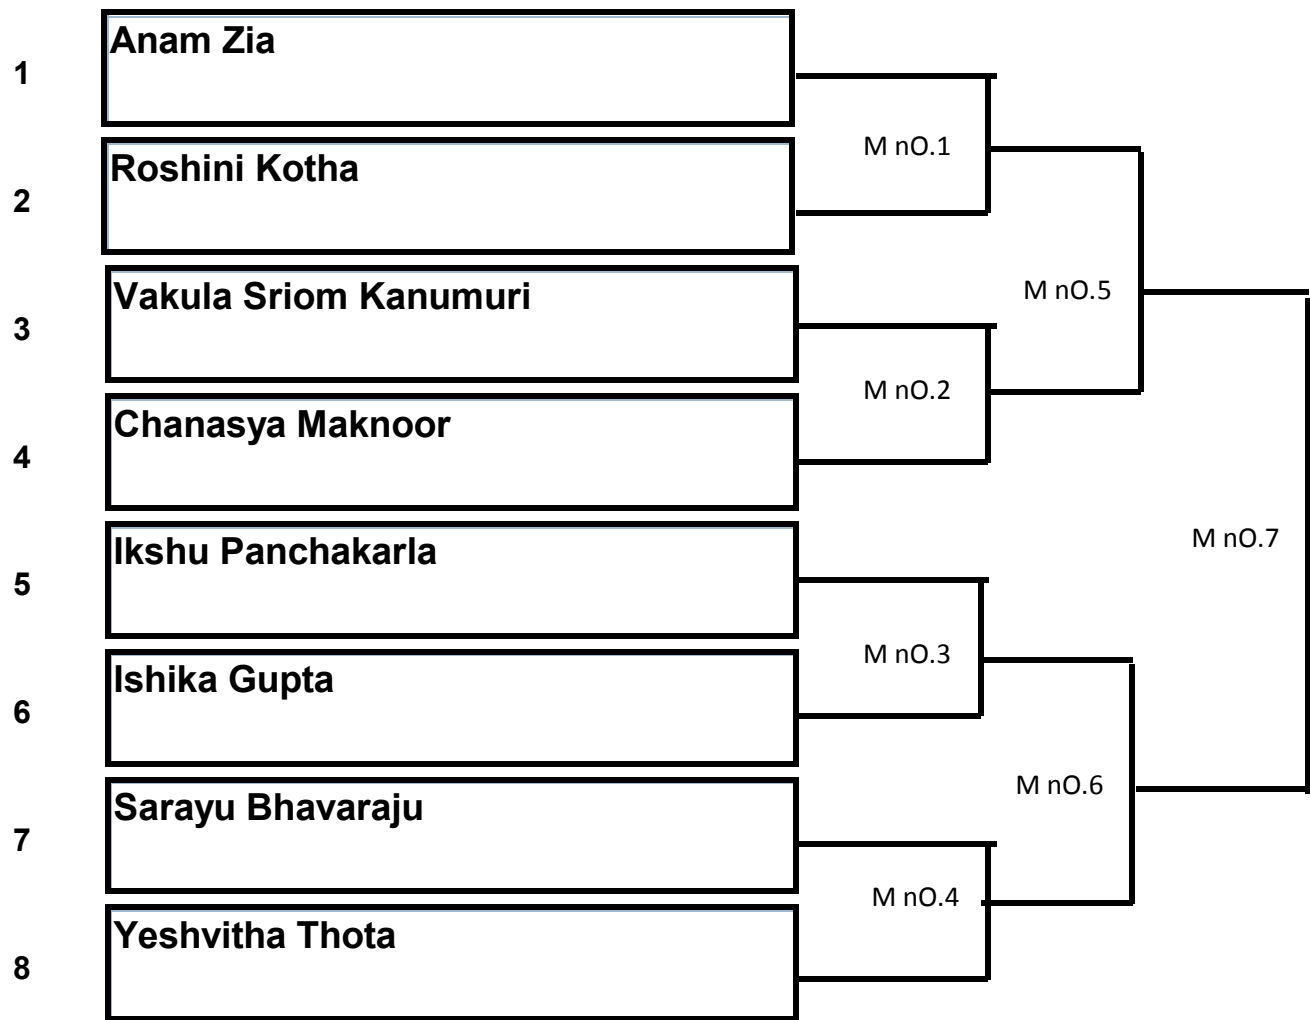 1
Anam Zia
M nO.1
2
Roshini Kotha
M nO.5
3
Vakula Sriom Kanumuri
M nO.2
4
Chanasya Maknoor
M nO.7
5
Ikshu Panchakarla
M nO.3
6
Ishika Gupta
M nO.6
7
Sarayu Bhavaraju
M nO.4
8
Yeshvitha Thota